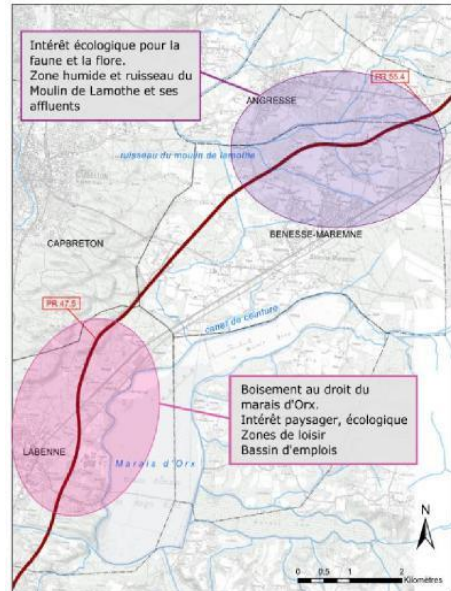 Intérêt écologique pour la
faune et la flore.
Zone humide et ruisseau du
Moulin de Lamothe et ses
affluents
PR 55.4
ANGRESSE
ruisseau du moulin de lamothe
CAPBRETON
BENESSE-MAREMNE
PR 47.5
canal de ceinture
Boisement au droit du
marais d'Orx.
Intérêt paysager, écologique
Zones de loisir
Bassin d'emplois
LABENNE
Marais d'Orx
N
0 0.5 1 2
Kilomètres